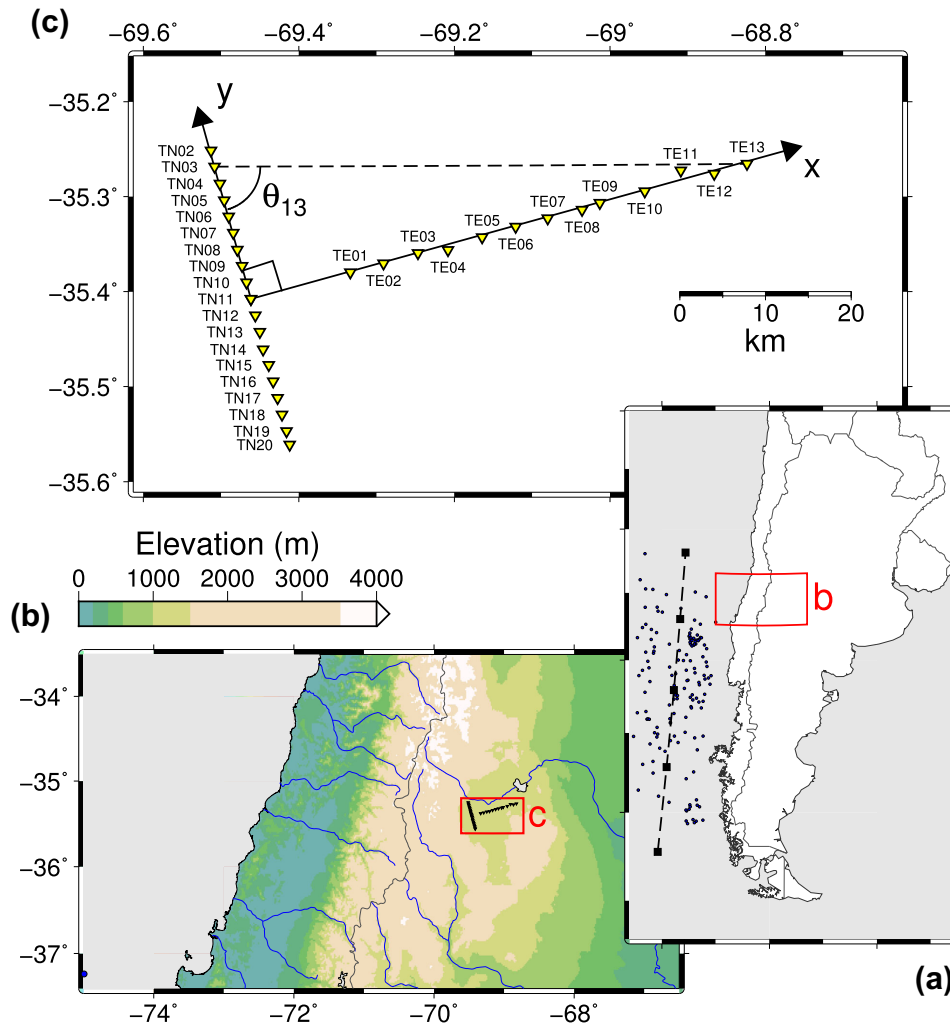 (c)
−69.6˚ −69.4˚ −69.2˚ −69˚ −68.8˚
−35.2˚
−35.3˚
−35.4˚
−35.5˚
−35.6˚
y
x
θ13
TN02
TN03
TN04
TN05
TN06
TN07
TN08
TN09
TN10
TN11
TN12
TN13
TN14
TN15
TN16
TN17
TN18
TN19
TN20
TE01
TE02
TE03
TE04
TE05
TE06
TE07
TE08
TE09
TE10
TE11
TE12
TE13
0 10 20
km
Elevation (m)
0 1000 2000 3000 4000
(b)
−34˚
−35˚
−36˚
−37˚
c
−74˚ −72˚ −70˚ −68˚
b
(a)